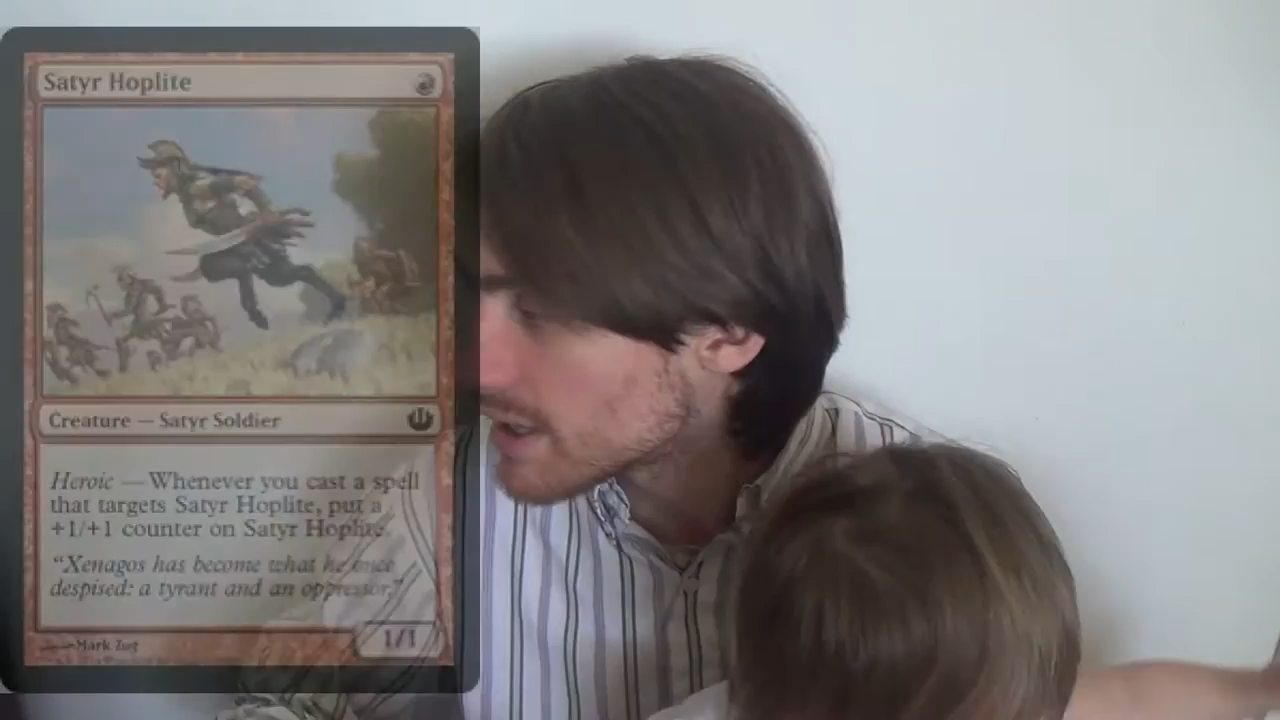 Satyr Hoplite
Creature — Satyr Soldier
Heroic — Whenever you cast a spell
that targets Satyr Hoplite, put a
+1/+1 counter on Satyr Hoplite.
“Xenagos has become what he once
despised: a tyrant and an oppressor.”
Mark Zug
1/1